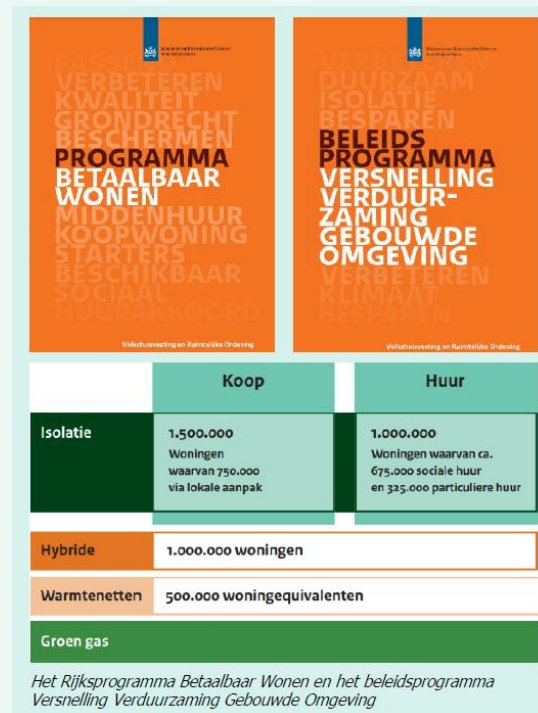 VERBETEREN
KWALITEIT
GRONDRECHT
BESCHERMEN
PROGRAMMA
BETAALBAAR
WONEN
MIDDENHUUR
KOOPWONING
STARTERS
BESCHIKBAAR
SOCIAAL
HUURAKKOORD
Volkshuisvesting en Ruimtelijke Ordening
DUURZAAM
ISOLATIE
BESPAREN
BELEIDS
PROGRAMMA
VERSNELLING
VERDUUR-
ZAMING
GEBOUWDE
OMGEVING
VERBETEREN
KLIMAAT
BESPAREN
Volkshuisvesting en Ruimtelijke Ordening
Koop Huur
Isolatie
1.500.000
Woningen
waarvan 750.000
via lokale aanpak
1.000.000
Woningen waarvan ca.
675.000 sociale huur
en 325.000 particuliere huur
Hybride 1.000.000 woningen
Warmtenetten 500.000 woningequivalenten
Groen gas
Het Rijksprogramma Betaalbaar Wonen en het beleidsprogramma
Versnelling Verduurzaming Gebouwde Omgeving